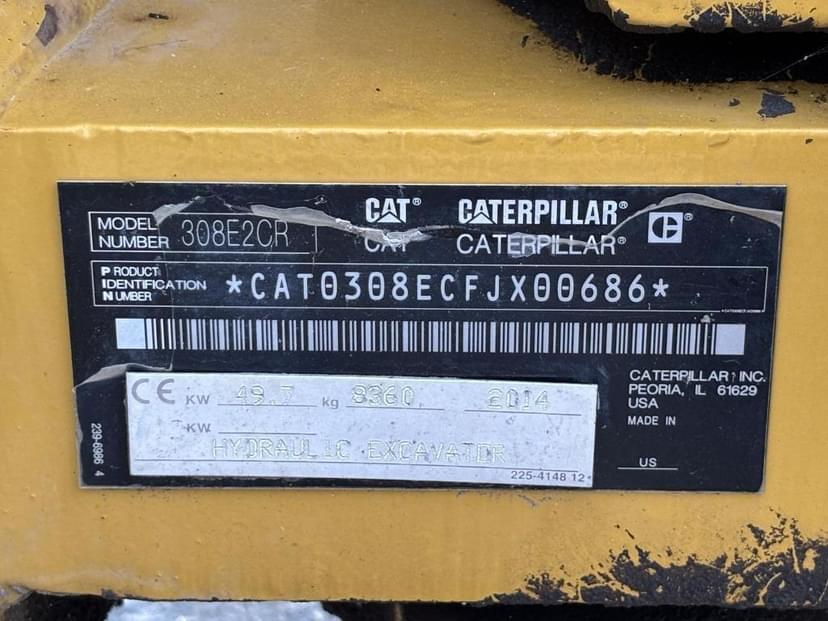 MODEL NUMBER 308E2CR
CAT® CATERPILLAR®
CAT CATERPILLAR®
PRODUCT IDENTIFICATION NUMBER *CAT0308ECFJX00686*
CE KW 49.7 kg 8360 2014
KW
HYDRAULIC EXCAVATOR
225-4148 12
239-6986 4
CATERPILLAR INC.
PEORIA, IL 61629
USA
MADE IN
US